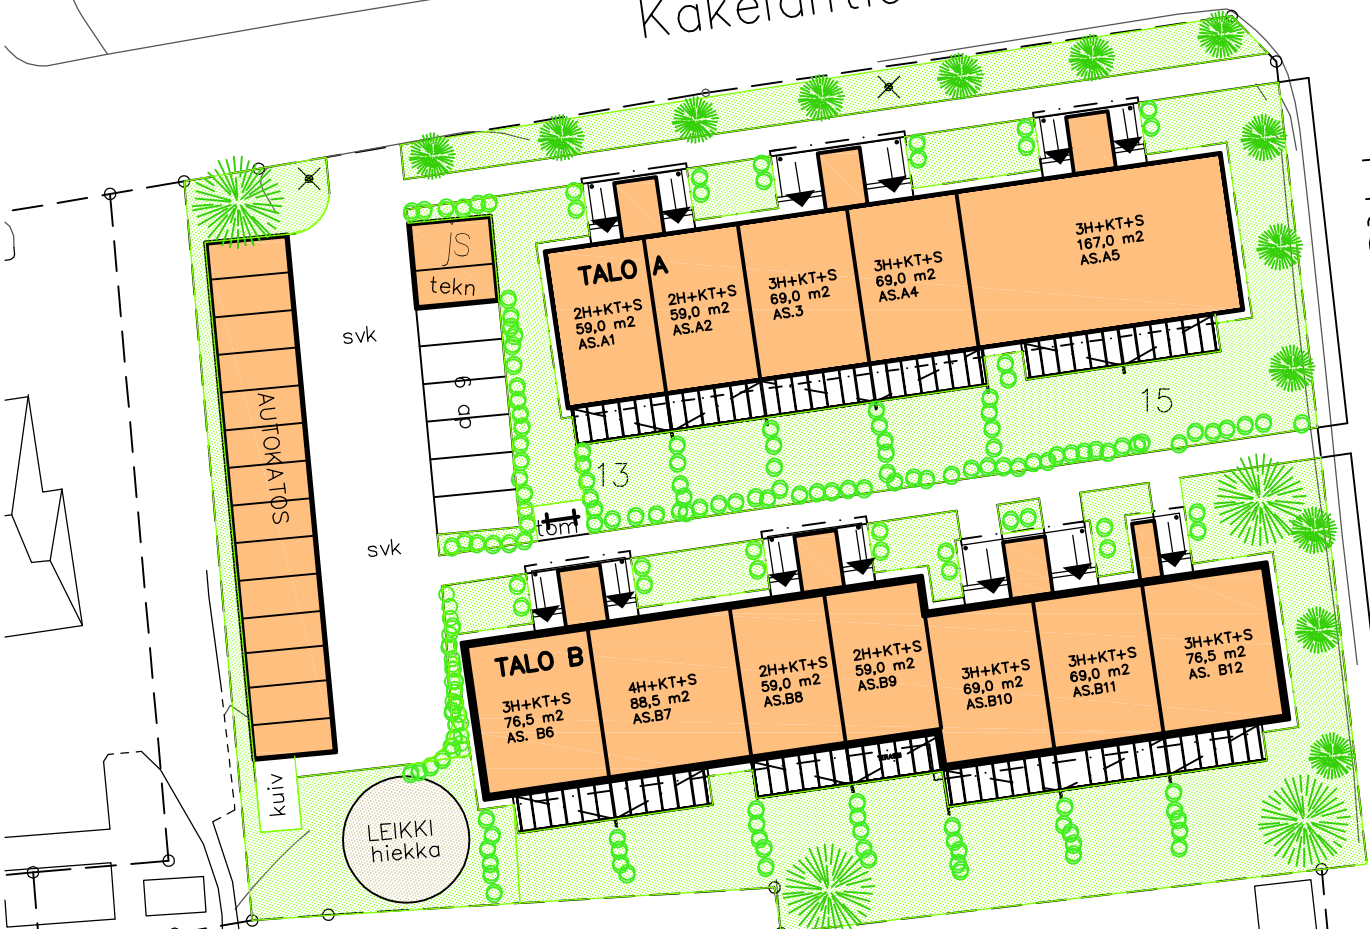 JS
tekn
svk
AUTOKATOS
svk
tom
kuiv
LEIKKI
hiekka
TALO A
2H+KT+S
59,0 m2
AS.A1
2H+KT+S
59,0 m2
AS.A2
3H+KT+S
69,0 m2
AS.3
3H+KT+S
69,0 m2
AS.A4
3H+KT+S
167,0 m2
AS.A5
13
15
TALO B
3H+KT+S
76,5 m2
AS. B6
4H+KT+S
88,5 m2
AS.B7
2H+KT+S
59,0 m2
AS.B8
2H+KT+S
59,0 m2
AS.B9
3H+KT+S
69,0 m2
AS.B10
3H+KT+S
69,0 m2
AS.B11
3H+KT+S
76,5 m2
AS. B12